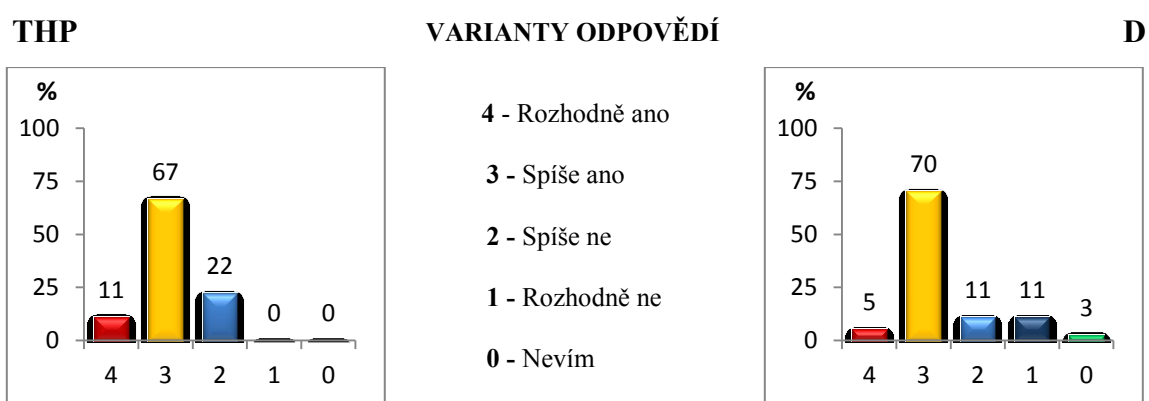 THP
VARIANTY ODPOVĚDÍ
D
%
100
75
50
25
0
11
67
22
0
0
4 3 2 1 0
4 - Rozhodně ano
3 - Spíše ano
2 - Spíše ne
1 - Rozhodně ne
0 - Nevím
%
100
75
50
25
0
5
70
11
11
3
4 3 2 1 0